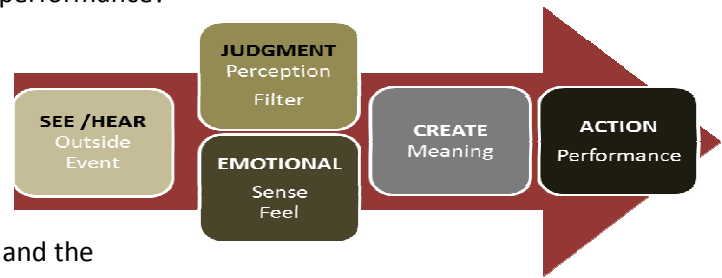 performance?
SEE /HEAR
Outside
Event
JUDGMENT
Perception
Filter
EMOTIONAL
Sense
Feel
CREATE
Meaning
ACTION
Performance
and the